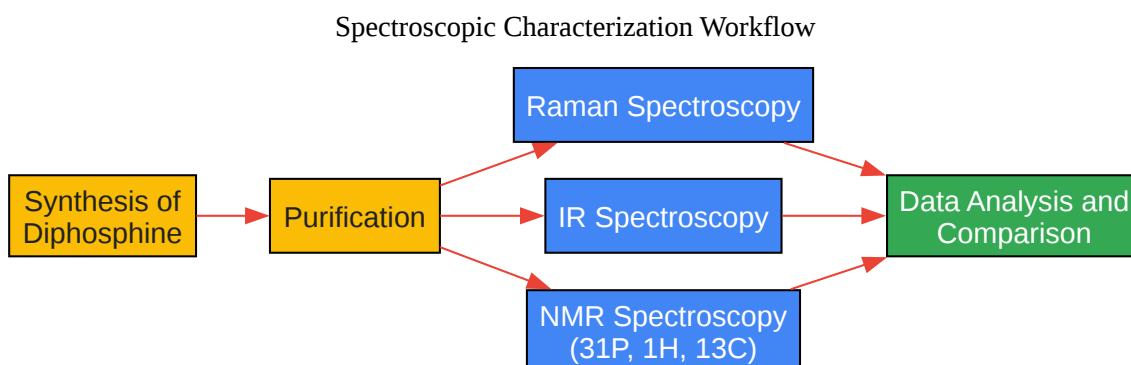 Spectroscopic Characterization Workflow
Raman Spectroscopy
Synthesis of
Diphosphine
Purification
IR Spectroscopy
Data Analysis and
Comparison
NMR Spectroscopy
(31P, 1H, 13C)